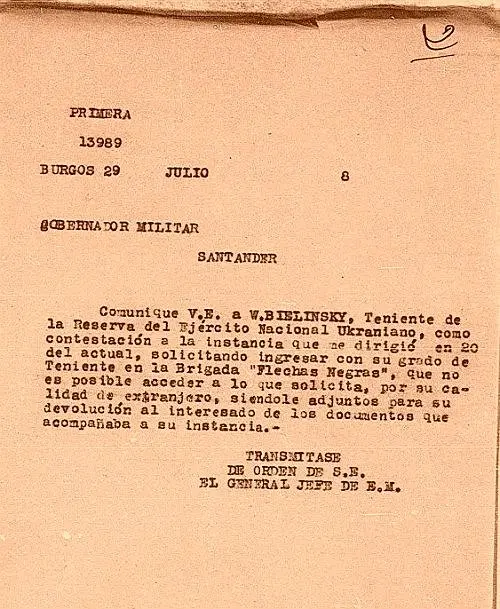 PRIMERA
13989
BURGOS 29 JULIO 8
GOBERNADOR MILITAR
SANTANDER
Comunique V.E. a W.BIELINSKY, Teniente de
la Reserva del Ejército Nacional Ukraniano, como
contestación a la instancia que me dirigió en 20
del actual, solicitando ingresar con su grado de
Teniente en la Brigada "Flechas Negras", que no
es posible acceder a lo que solicita, por su ca-
lidad de extranjero, siendole adjuntos para su
devolución al interesado de los documentos que
acompañaba a su instancia.-
TRANSMITASE
DE ORDEN DE S.E.
EL GENERAL JEFE DE E.M.